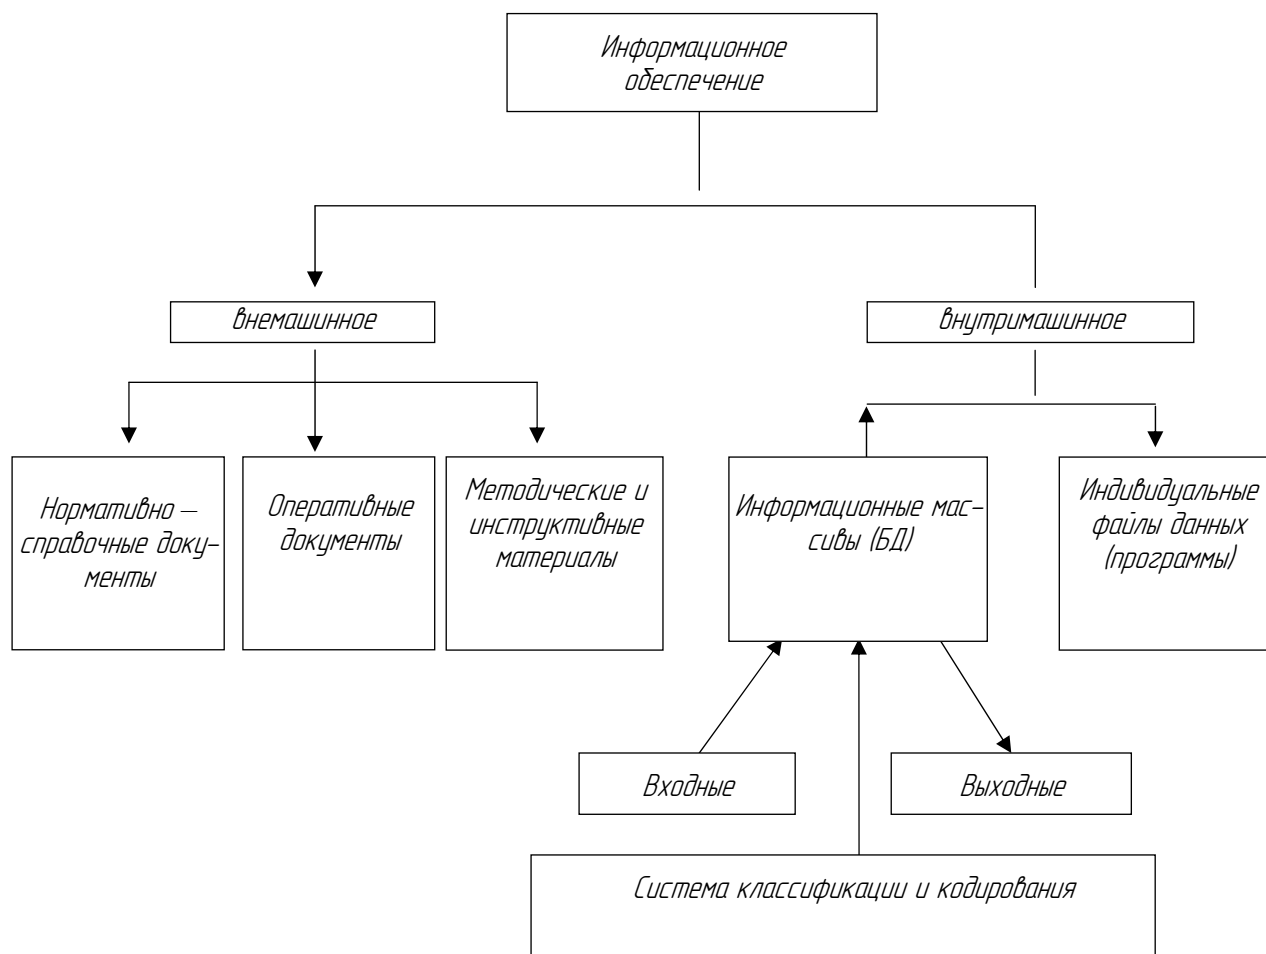 Информационное
обеспечение
внемашинное
внутримашинное
Нормативно –
справочные доку-
менты
Оперативные
документы
Методические и
инструктивные
материалы
Информационные мас-
сивы (БД)
Индивидуальные
файлы данных
(программы)
Входные
Выходные
Система классификации и кодирования